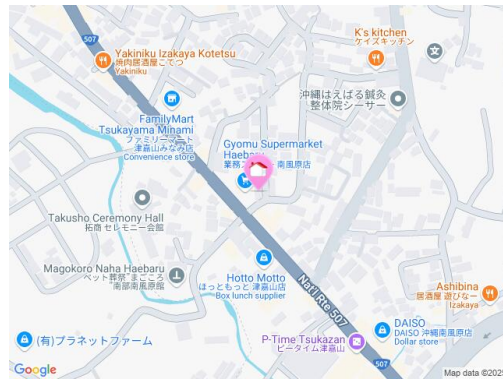 507
K's kitchen
ケイズキッチン
文
Yakiniku Izakaya Kotetsu
焼肉居酒屋こてつ
Yakiniku
沖縄はえばる鍼灸
整体院シーサー
FamilyMart
Tsukayama Minami
ファミリーマート
津嘉山みなみ店
Convenience store
Gyomu Supermarket
Haebaru
業務ス
南風原店
Takusho Ceremony Hall
拓商 セレモニー会館
Magokoro Naha Haebaru
ペット葬祭"まごころ
南部南風原館
Hotto Motto
ほっともっと 津嘉山店
Box lunch supplier
Nat'l Rte 507
Ashibina
居酒屋 遊びなー
Izakaya
DAISO
DAISO 沖縄南風原店
Dollar store
P-Time Tsukazan
ピータイム津嘉山
(有)プラネットファーム
507
Google
Map data ©202